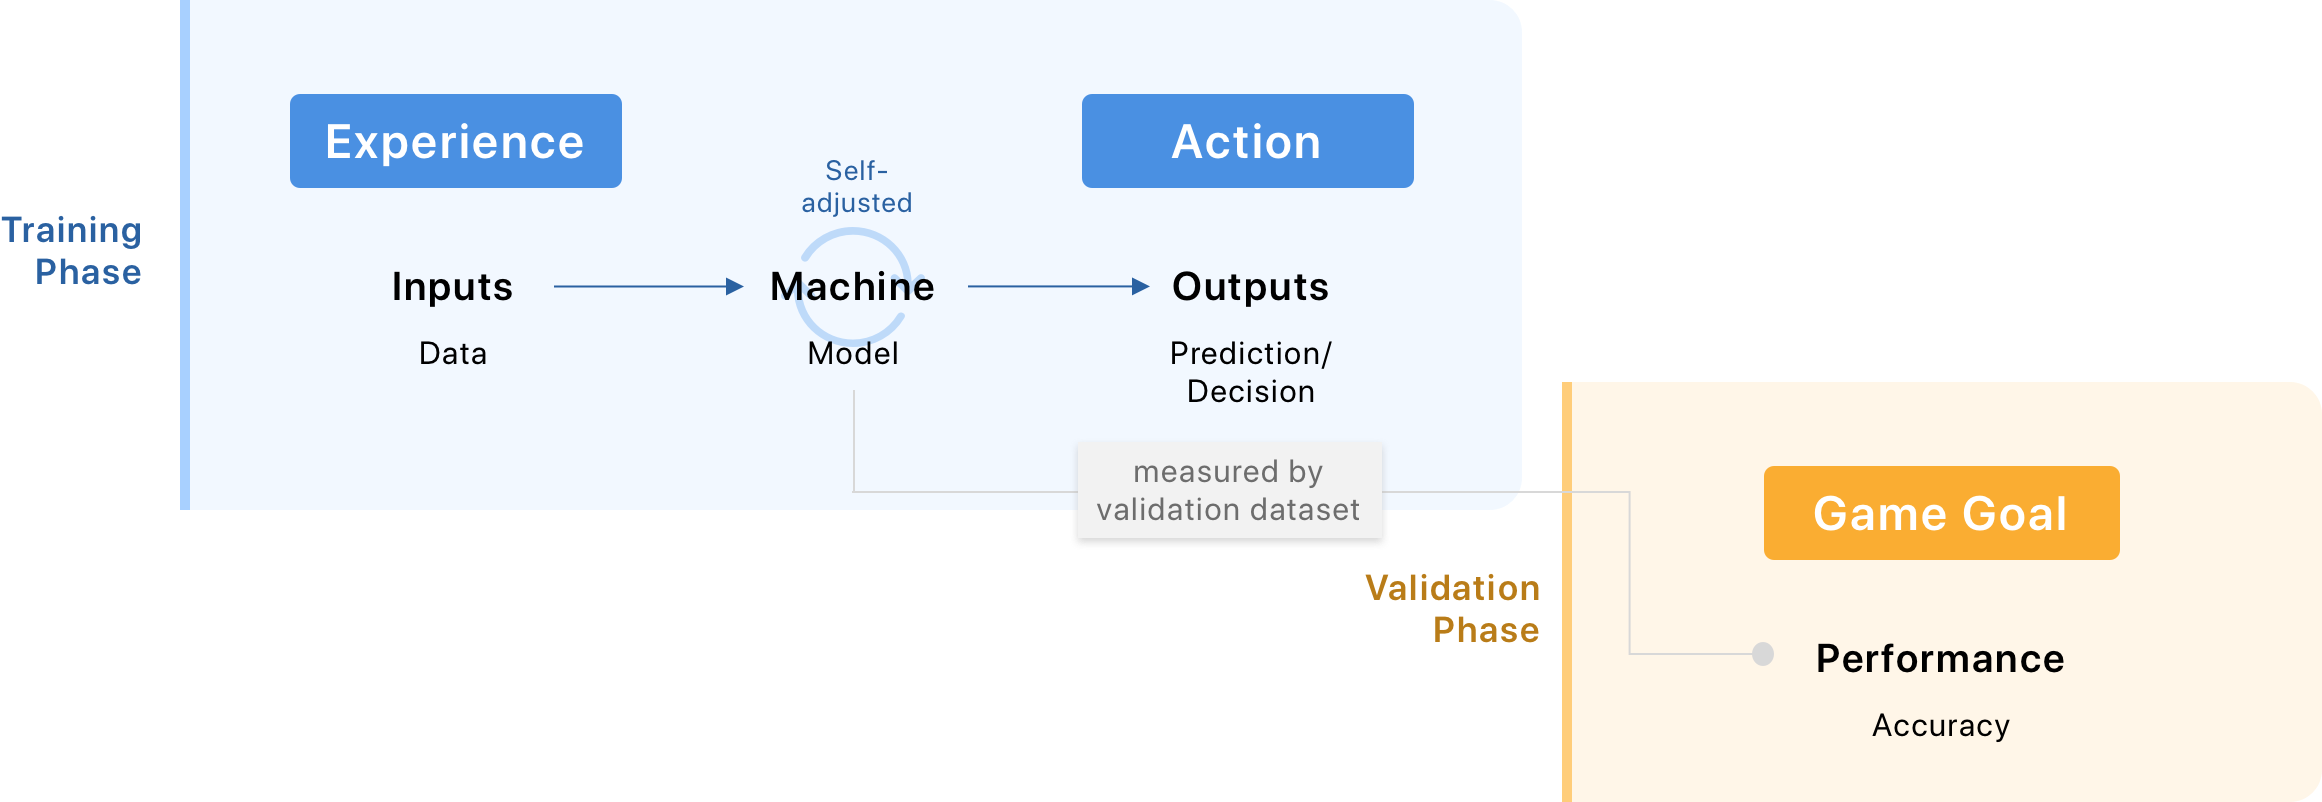 Experience
Action
Self-
adjusted
Training
Phase
Inputs
Machine
Outputs
Data
Model
Prediction/
Decision
measured by
validation dataset
Game Goal
Validation
Phase
Performance
Accuracy